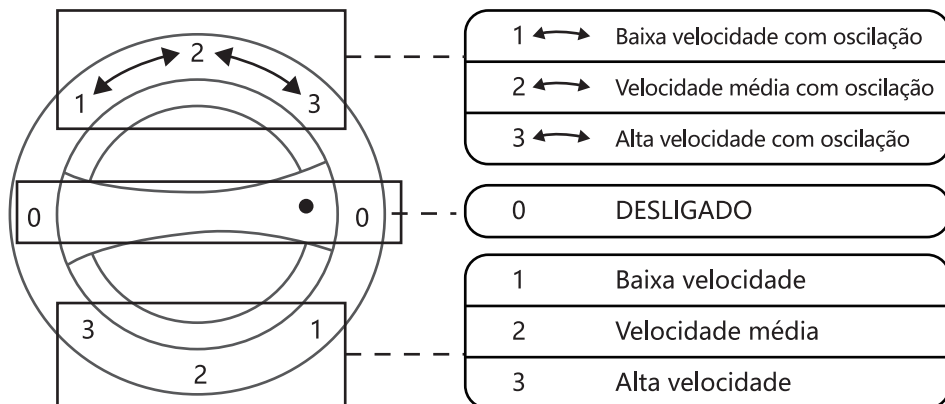 2
1 3
0 0
3 1
2
1 Baixa velocidade com oscilação
2 Velocidade média com oscilação
3 Alta velocidade com oscilação
0 DESLIGADO
1 Baixa velocidade
2 Velocidade média
3 Alta velocidade